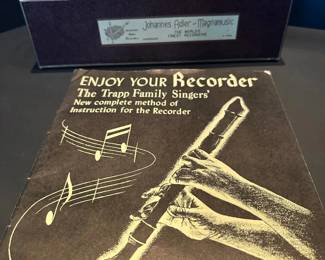 Johannes Adler - Magnamusic
THE WORLD'S
FINEST RECORDERS
ENJOY YOUR Recorder
The Trapp Family Singers'
New complete method of
Instruction for the Recorder